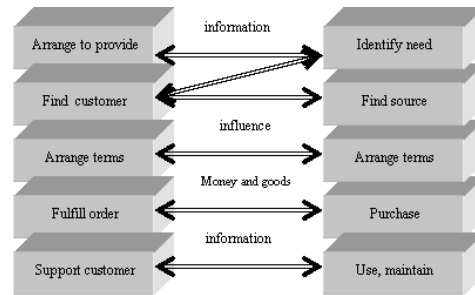 information
Arrange to provide
Identify need
Find customer
Find source
influence
Arrange terms
Arrange terms
Money and goods
Fulfill order
Purchase
information
Support customer
Use, maintain